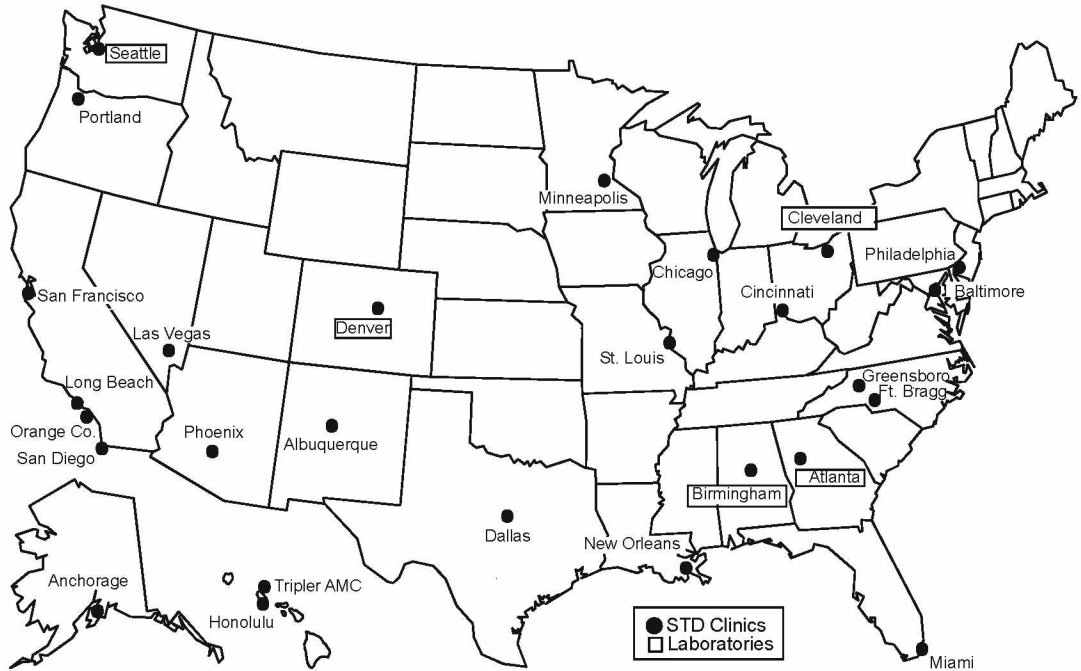 Seattle
Portland
Minneapolis
Cleveland
Philadelphia
Chicago
Cincinnati
Baltimore
San Francisco
Denver
Las Vegas
St. Louis
Long Beach
Greensboro
Ft. Bragg
Orange Co.
Phoenix
Albuquerque
San Diego
Birmingham
Atlanta
Dallas
New Orleans
Anchorage
Tripler AMC
Honolulu
STD Clinics
Laboratories
Miami